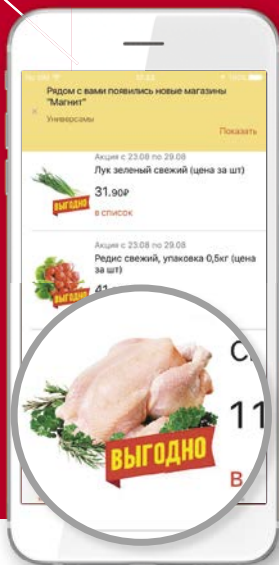 Рядом с вами появились новые магазины
"Магнит"
Универсамы
Показать
Акция с 23.08 по 29.08
Лук зеленый свежий (цена за шт)
31.90₽
в список
ВЫГОДНО
Акция с 23.08 по 29.08
Редис свежий, упаковка 0,5кг (цена
за шт)
41
ВЫГОДНО
С
11
В
ВЫГОДНО